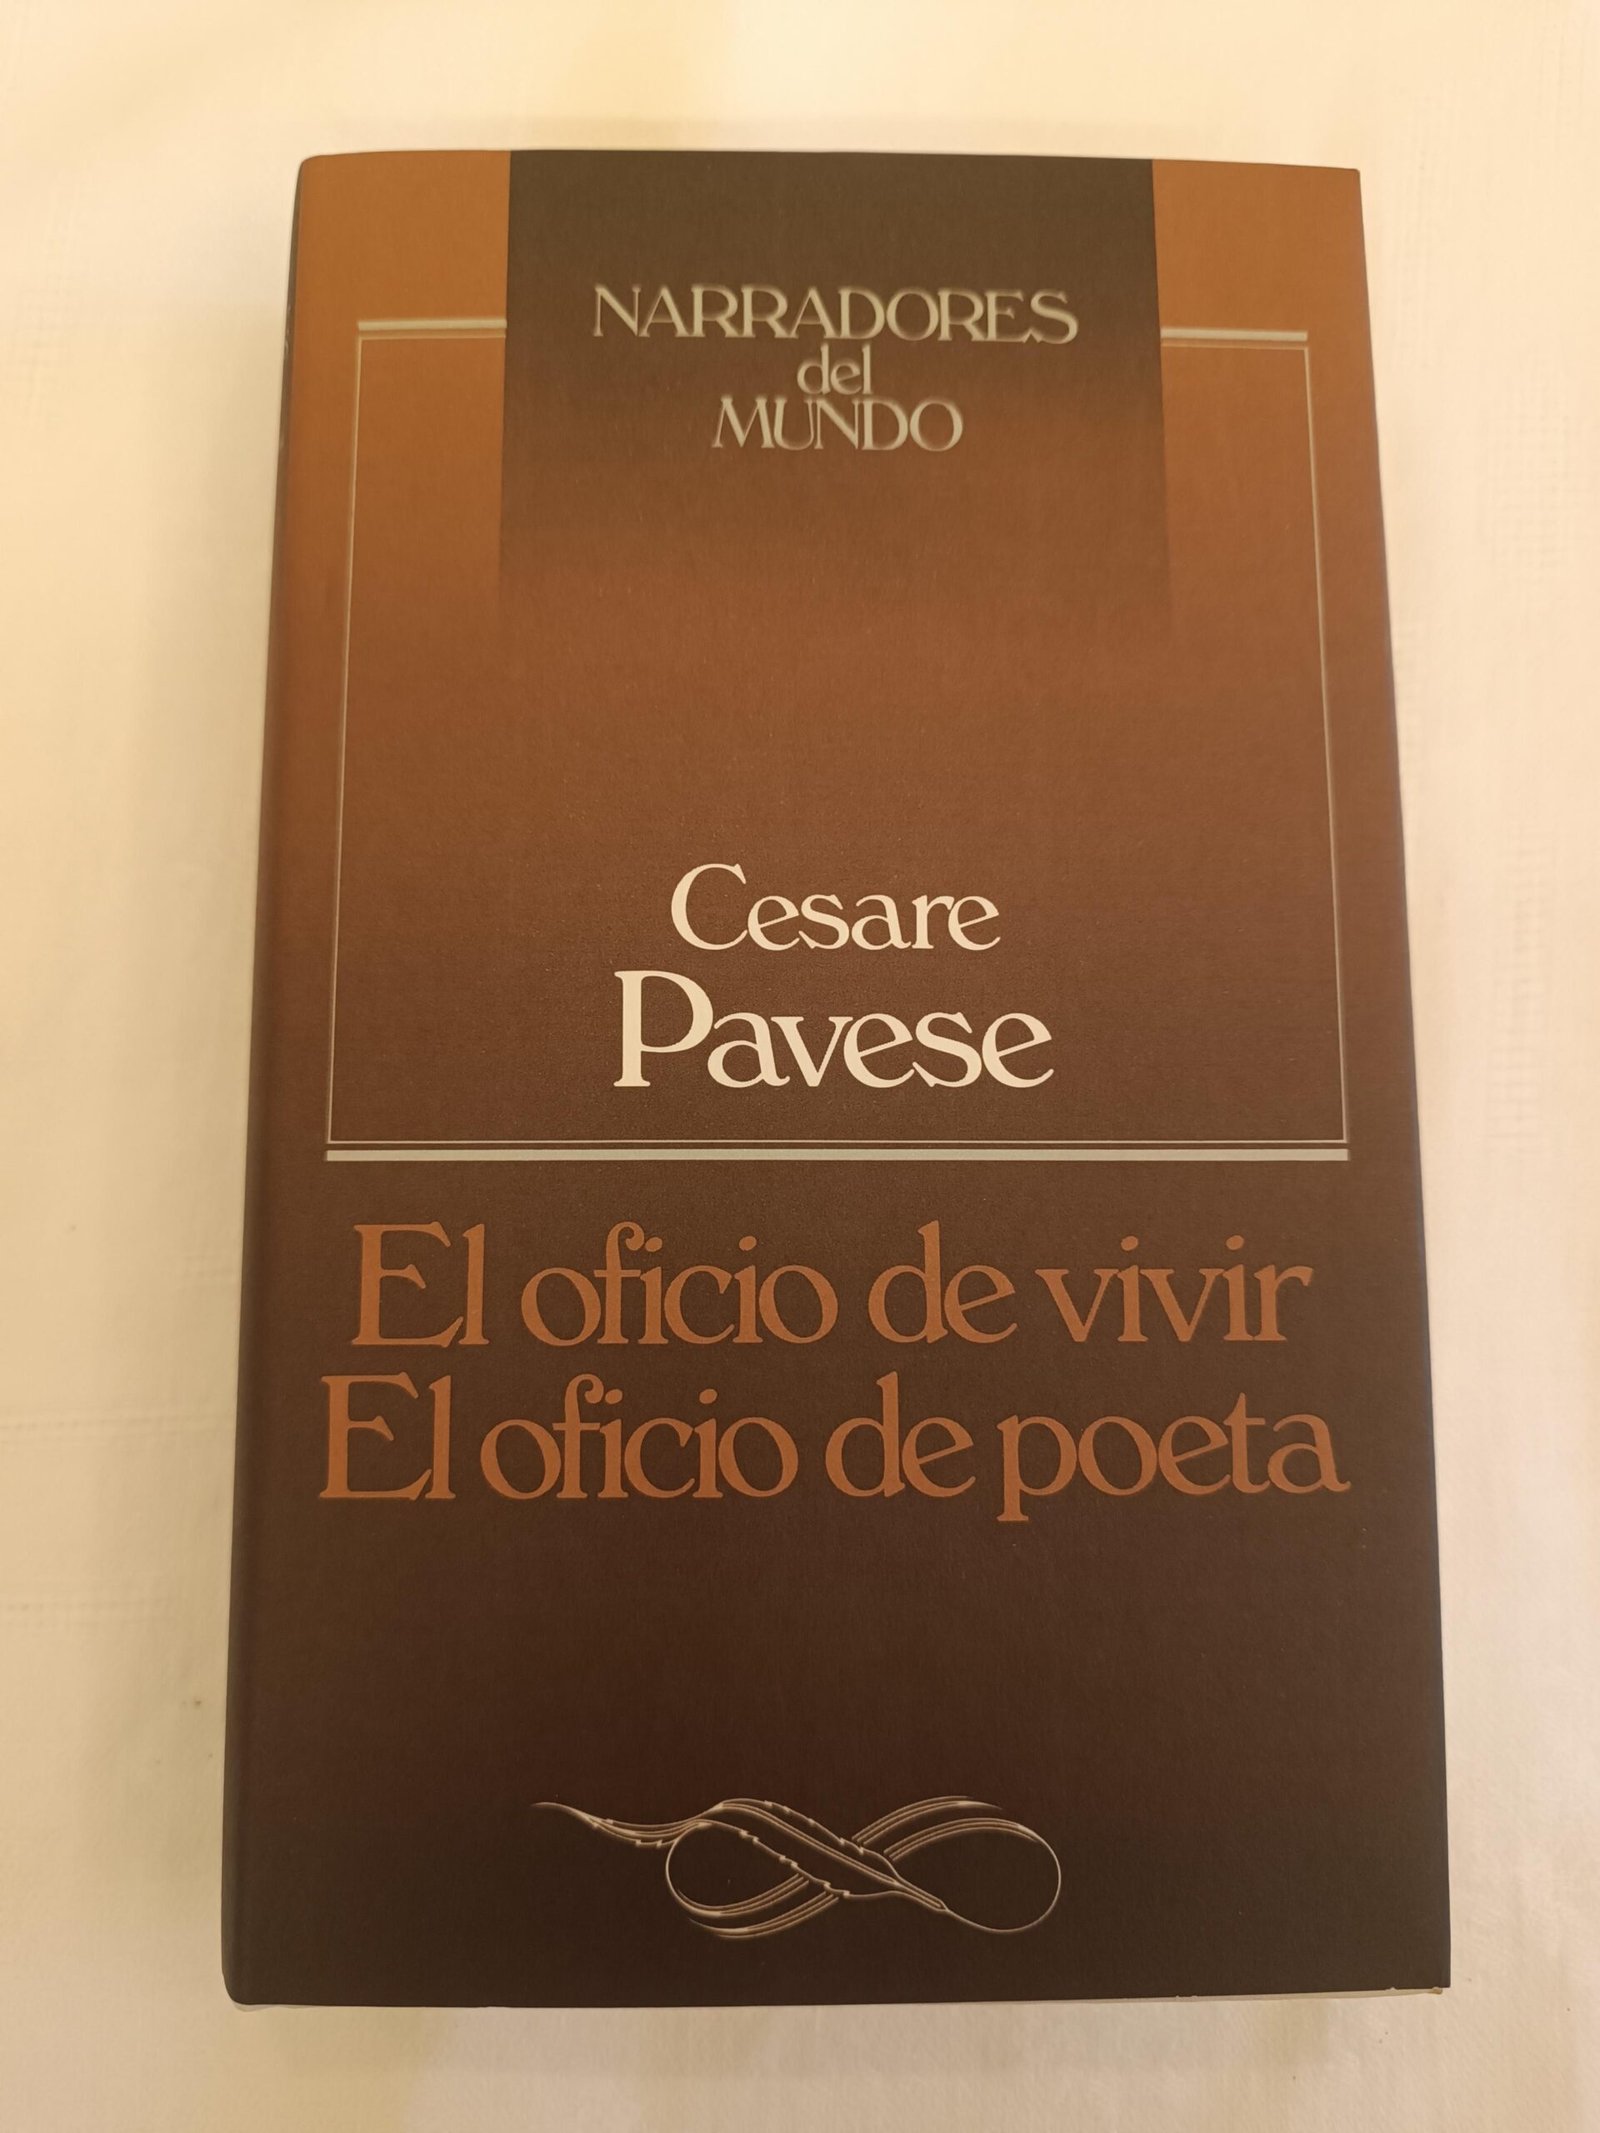 NARRADORES
del
MUNDO
Cesare
Pavese
El oficio de vivir
El oficio de poeta